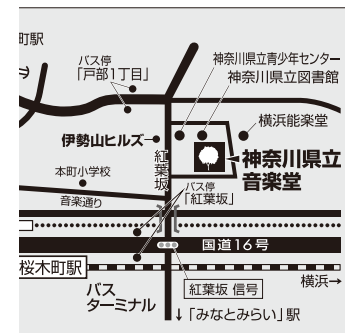 町駅
バス停
「戸部1丁目」
神奈川県立青少年センター
神奈川県立図書館
横浜能楽堂
伊勢山ヒルズ
紅葉坂
神奈川県立
音楽堂
本町小学校
音楽通り
バス停
「紅葉坂」
国道16号
桜木町駅
バス
ターミナル
紅葉坂 信号
横浜→
↓「みなとみらい」駅